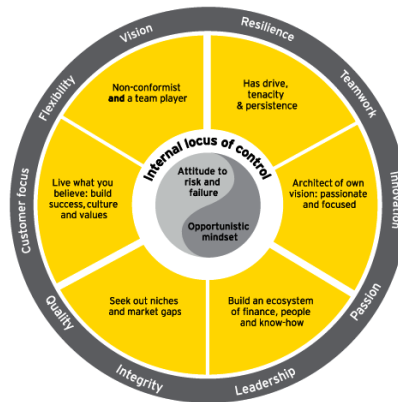 Vision
Resilience
Teamwork
Innovation
Passion
Leadership
Integrity
Quality
Customer focus
Flexibility
Non-conformist
and a team player
Has drive,
tenacity
& persistence
Architect of own
vision: passionate
and focused
Build an ecosystem
of finance, people
and know-how
Seek out niches
and market gaps
Live what you
believe: build
success, culture
and values
Internal locus of control
Attitude to
risk and
failure
Opportunistic
mindset